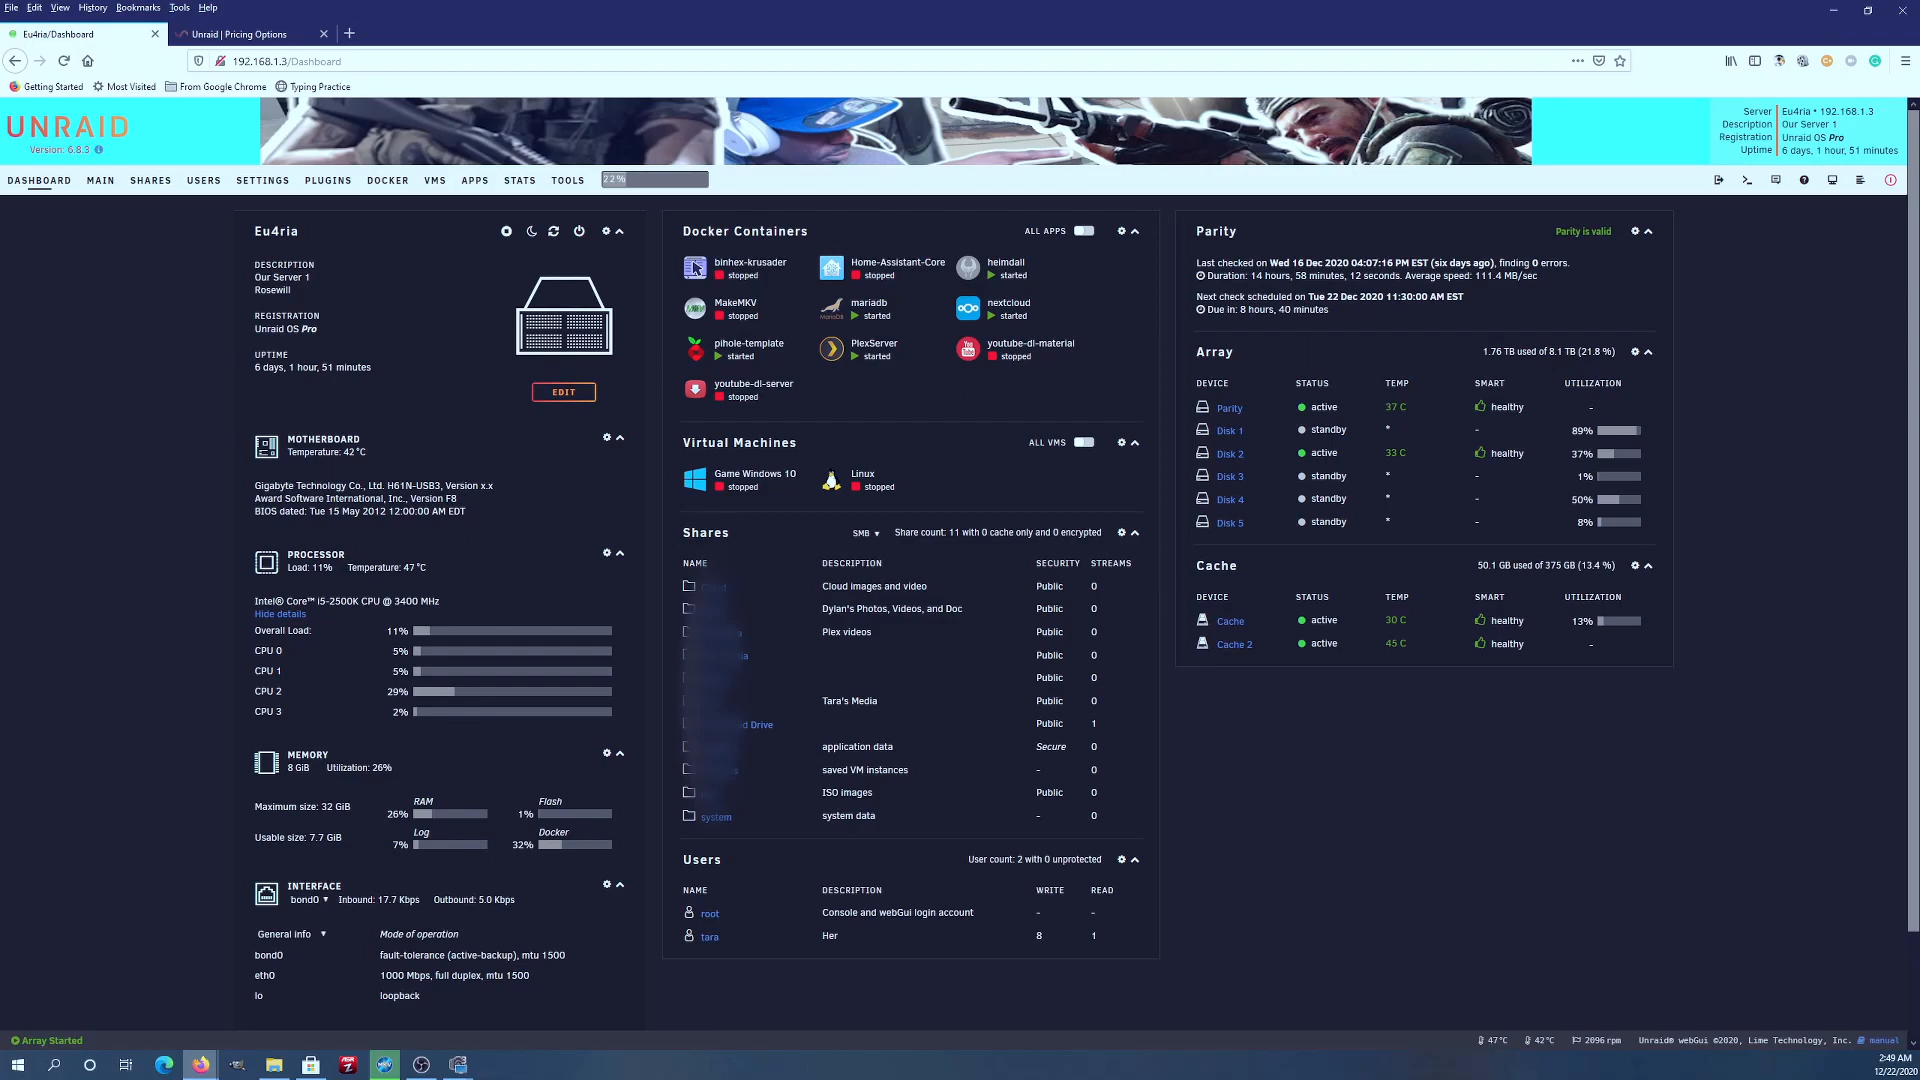 File Edit View History Bookmarks Tools Help
Eu4ria/Dashboard
Unraid | Pricing Options
192.168.1.3/Dashboard
Getting Started Most Visited From Google Chrome Typing Practice
UNRAID
Version: 6.8.3
Server Eu4ria • 192.168.1.3
Description Our Server 1
Registration Unraid OS Pro
Uptime 6 days, 1 hour, 51 minutes
DASHBOARD MAIN SHARES USERS SETTINGS PLUGINS DOCKER VMS APPS STATS TOOLS 22%
Eu4ria
DESCRIPTION
Our Server 1
Rosewill
REGISTRATION
Unraid OS Pro
UPTIME
6 days, 1 hour, 51 minutes
EDIT
MOTHERBOARD
Temperature: 42 °C
Gigabyte Technology Co., Ltd. H61N-USB3, Version x.x
Award Software International, Inc., Version F8
BIOS dated: Tue 15 May 2012 12:00:00 AM EDT
PROCESSOR
Load: 11% Temperature: 47 °C
Intel® Core™ i5-2500K CPU @ 3400 MHz
Hide details
Overall Load: 11%
CPU 0 5%
CPU 1 5%
CPU 2 29%
CPU 3 2%
MEMORY
8 GiB Utilization: 26%
RAM Flash
Maximum size: 32 GiB 26% 1%
Log Docker
Usable size: 7.7 GiB 7% 32%
INTERFACE
bond0 Inbound: 17.7 Kbps Outbound: 5.0 Kbps
General info Mode of operation
bond0 fault-tolerance (active-backup), mtu 1500
eth0 1000 Mbps, full duplex, mtu 1500
lo loopback
Docker Containers ALL APPS
binhex-krusader Home-Assistant-Core heimdall
stopped stopped started
MakeMKV mariadb nextcloud
stopped started started
pihole-template PlexServer youtube-dl-material
started started stopped
youtube-dl-server
stopped
Virtual Machines ALL VMS
Game Windows 10 Linux
stopped stopped
Shares SMB Share count: 11 with 0 cache only and 0 encrypted
NAME DESCRIPTION SECURITY STREAMS
Cloud images and video Public 0
Dylan's Photos, Videos, and Doc Public 0
Plex videos Public 0
Public 0
Public 0
Tara's Media Public 0
Drive Public 1
application data Secure 0
saved VM instances - 0
ISO images Public 0
system system data - 0
Users User count: 2 with 0 unprotected
NAME DESCRIPTION WRITE READ
root Console and webGui login account - -
tara Her 8 1
Parity Parity is valid
Last checked on Wed 16 Dec 2020 04:07:16 PM EST (six days ago), finding 0 errors.
Duration: 14 hours, 58 minutes, 12 seconds. Average speed: 111.4 MB/sec
Next check scheduled on Tue 22 Dec 2020 11:30:00 AM EST
Due in: 8 hours, 40 minutes
Array 1.76 TB used of 8.1 TB (21.8 %)
DEVICE STATUS TEMP SMART UTILIZATION
Parity active 37 C healthy -
Disk 1 standby * - 89%
Disk 2 active 33 C healthy 37%
Disk 3 standby * - 1%
Disk 4 standby * - 50%
Disk 5 standby * - 8%
Cache 50.1 GB used of 375 GB (13.4 %)
DEVICE STATUS TEMP SMART UTILIZATION
Cache active 30 C healthy 13%
Cache 2 active 45 C healthy -
Array Started
47°C 42°C 2096 rpm Unraid® webGui ©2020, Lime Technology, Inc. manual
2:49 AM
12/22/2020